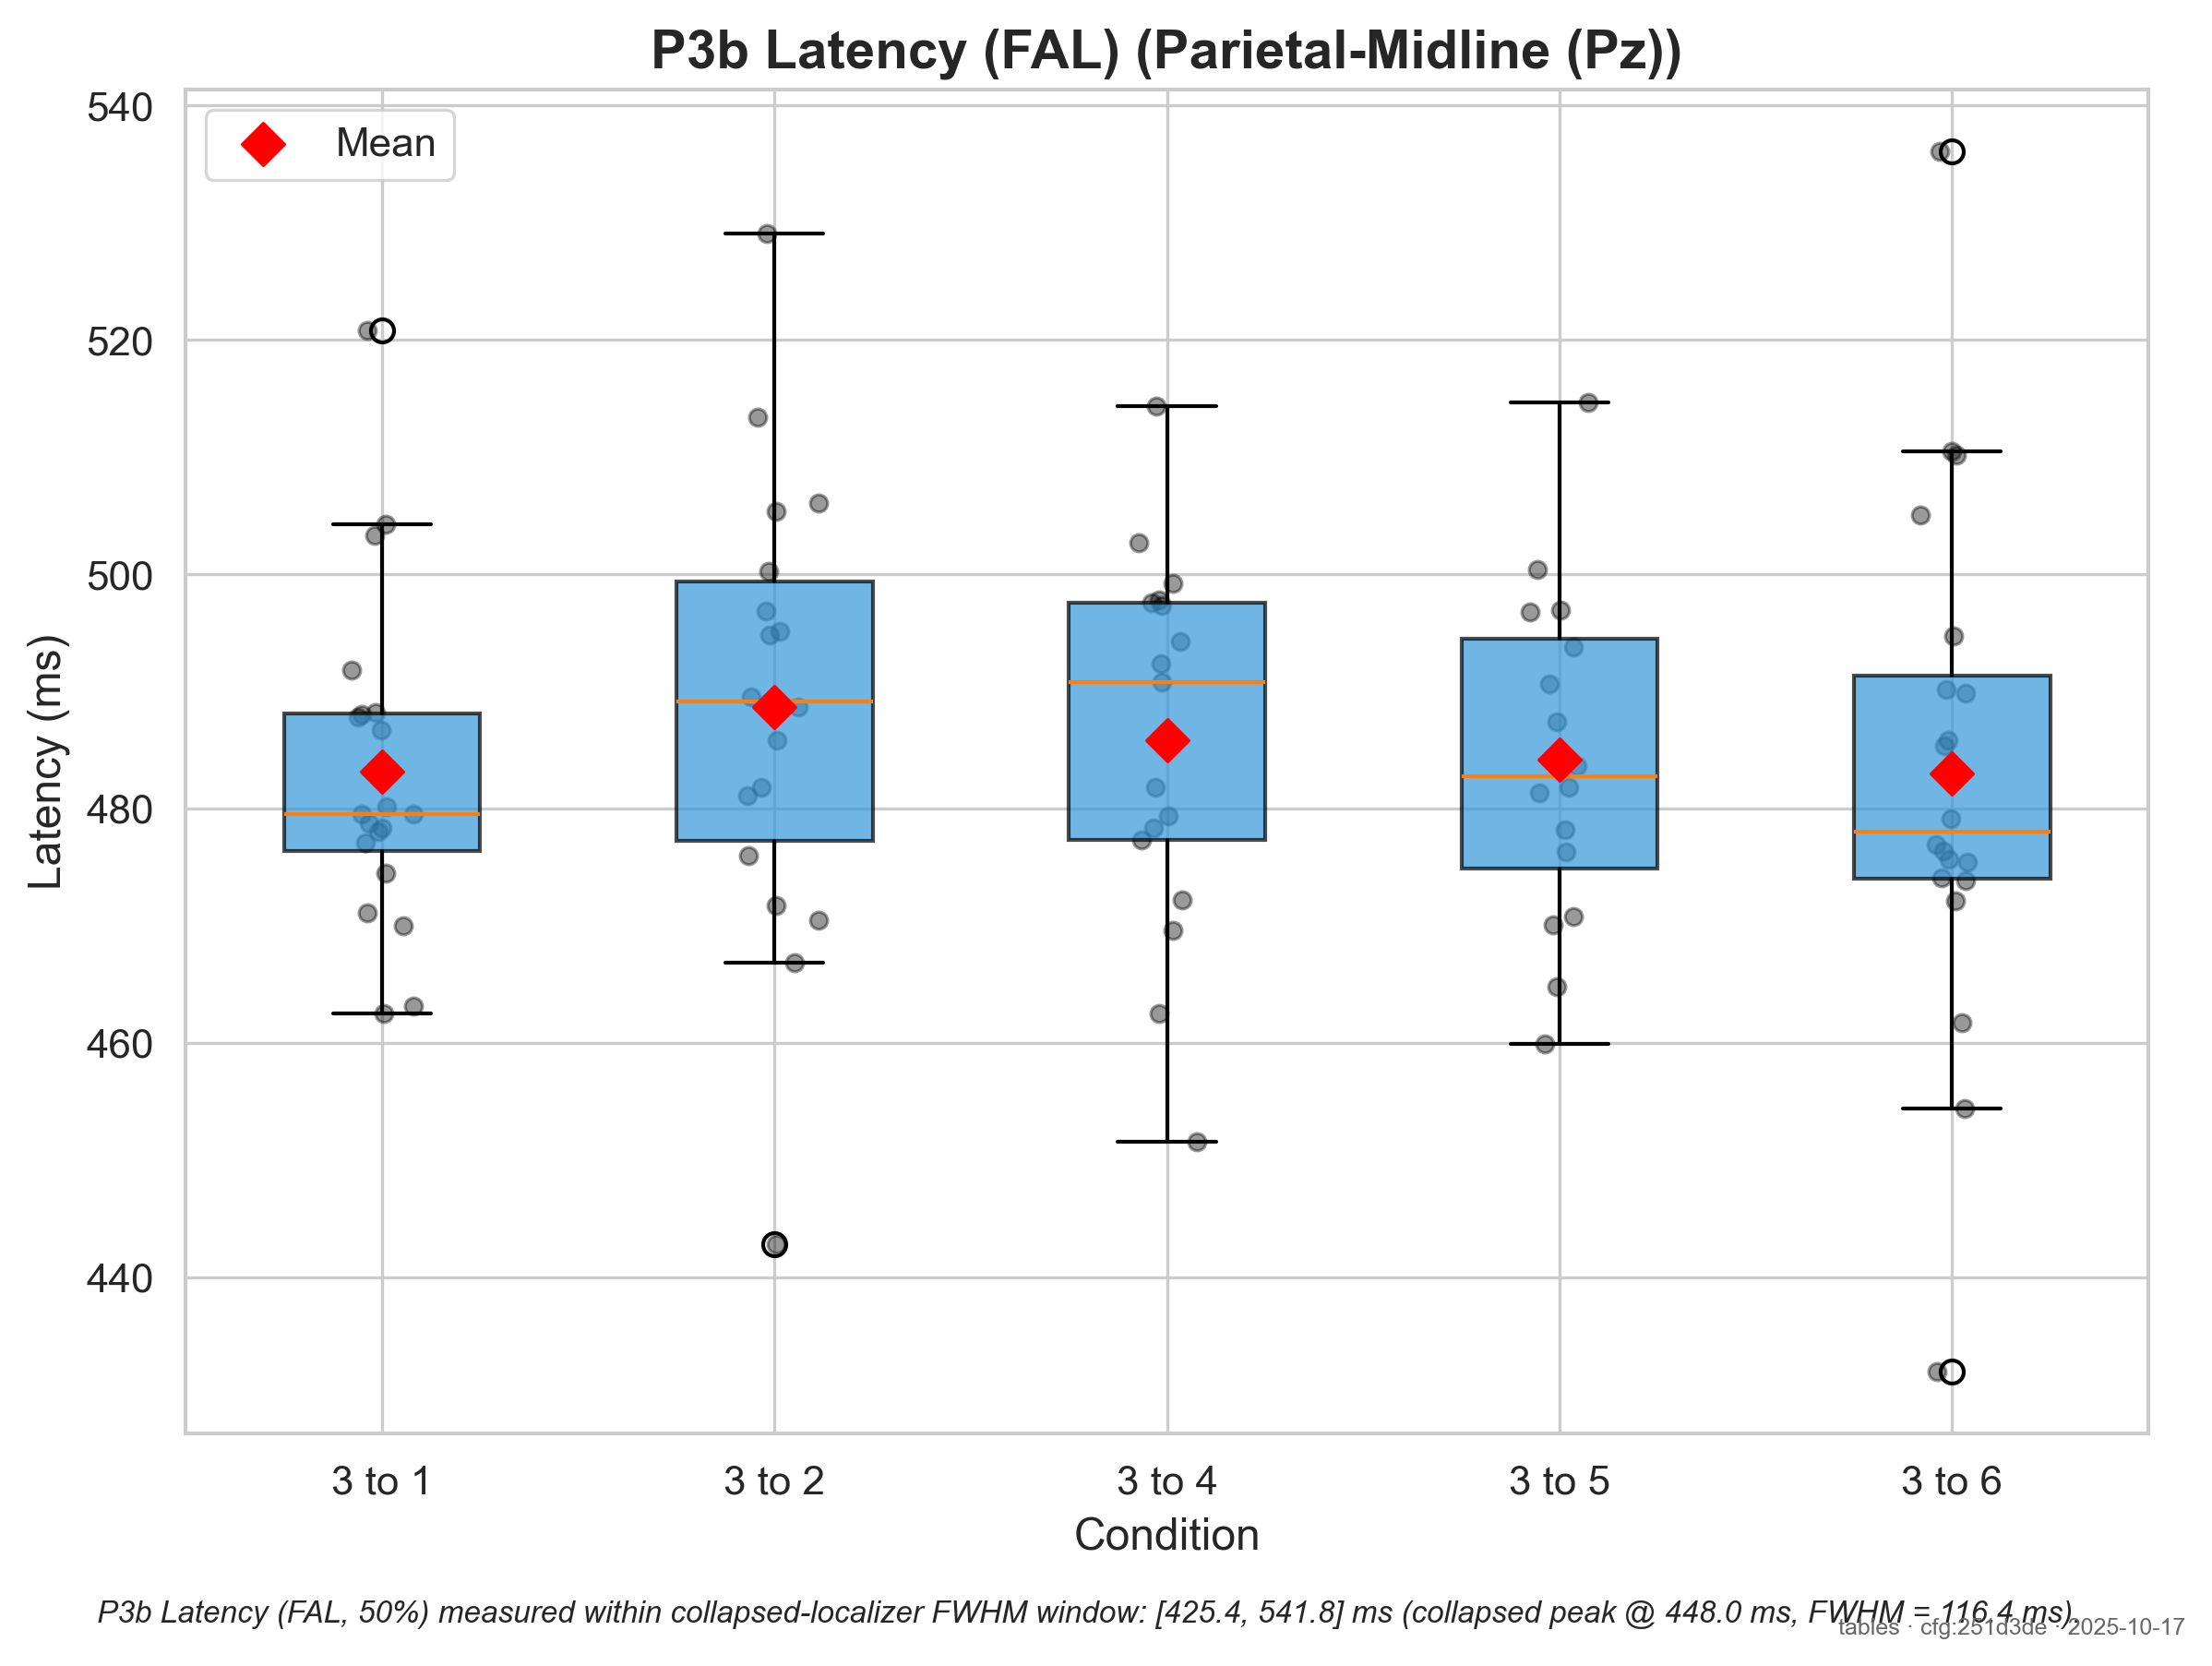 P3b Latency (FAL) (Parietal-Midline (Pz))
Mean
Latency (ms)
540
520
500
480
460
440
3 to 1
3 to 2
3 to 4
3 to 5
3 to 6
Condition
P3b Latency (FAL, 50%) measured within collapsed-localizer FWHM window: [425.4, 541.8] ms (collapsed peak @ 448.0 ms, FWHM = 116.4 ms).
tables · cfg:251d3de · 2025-10-17